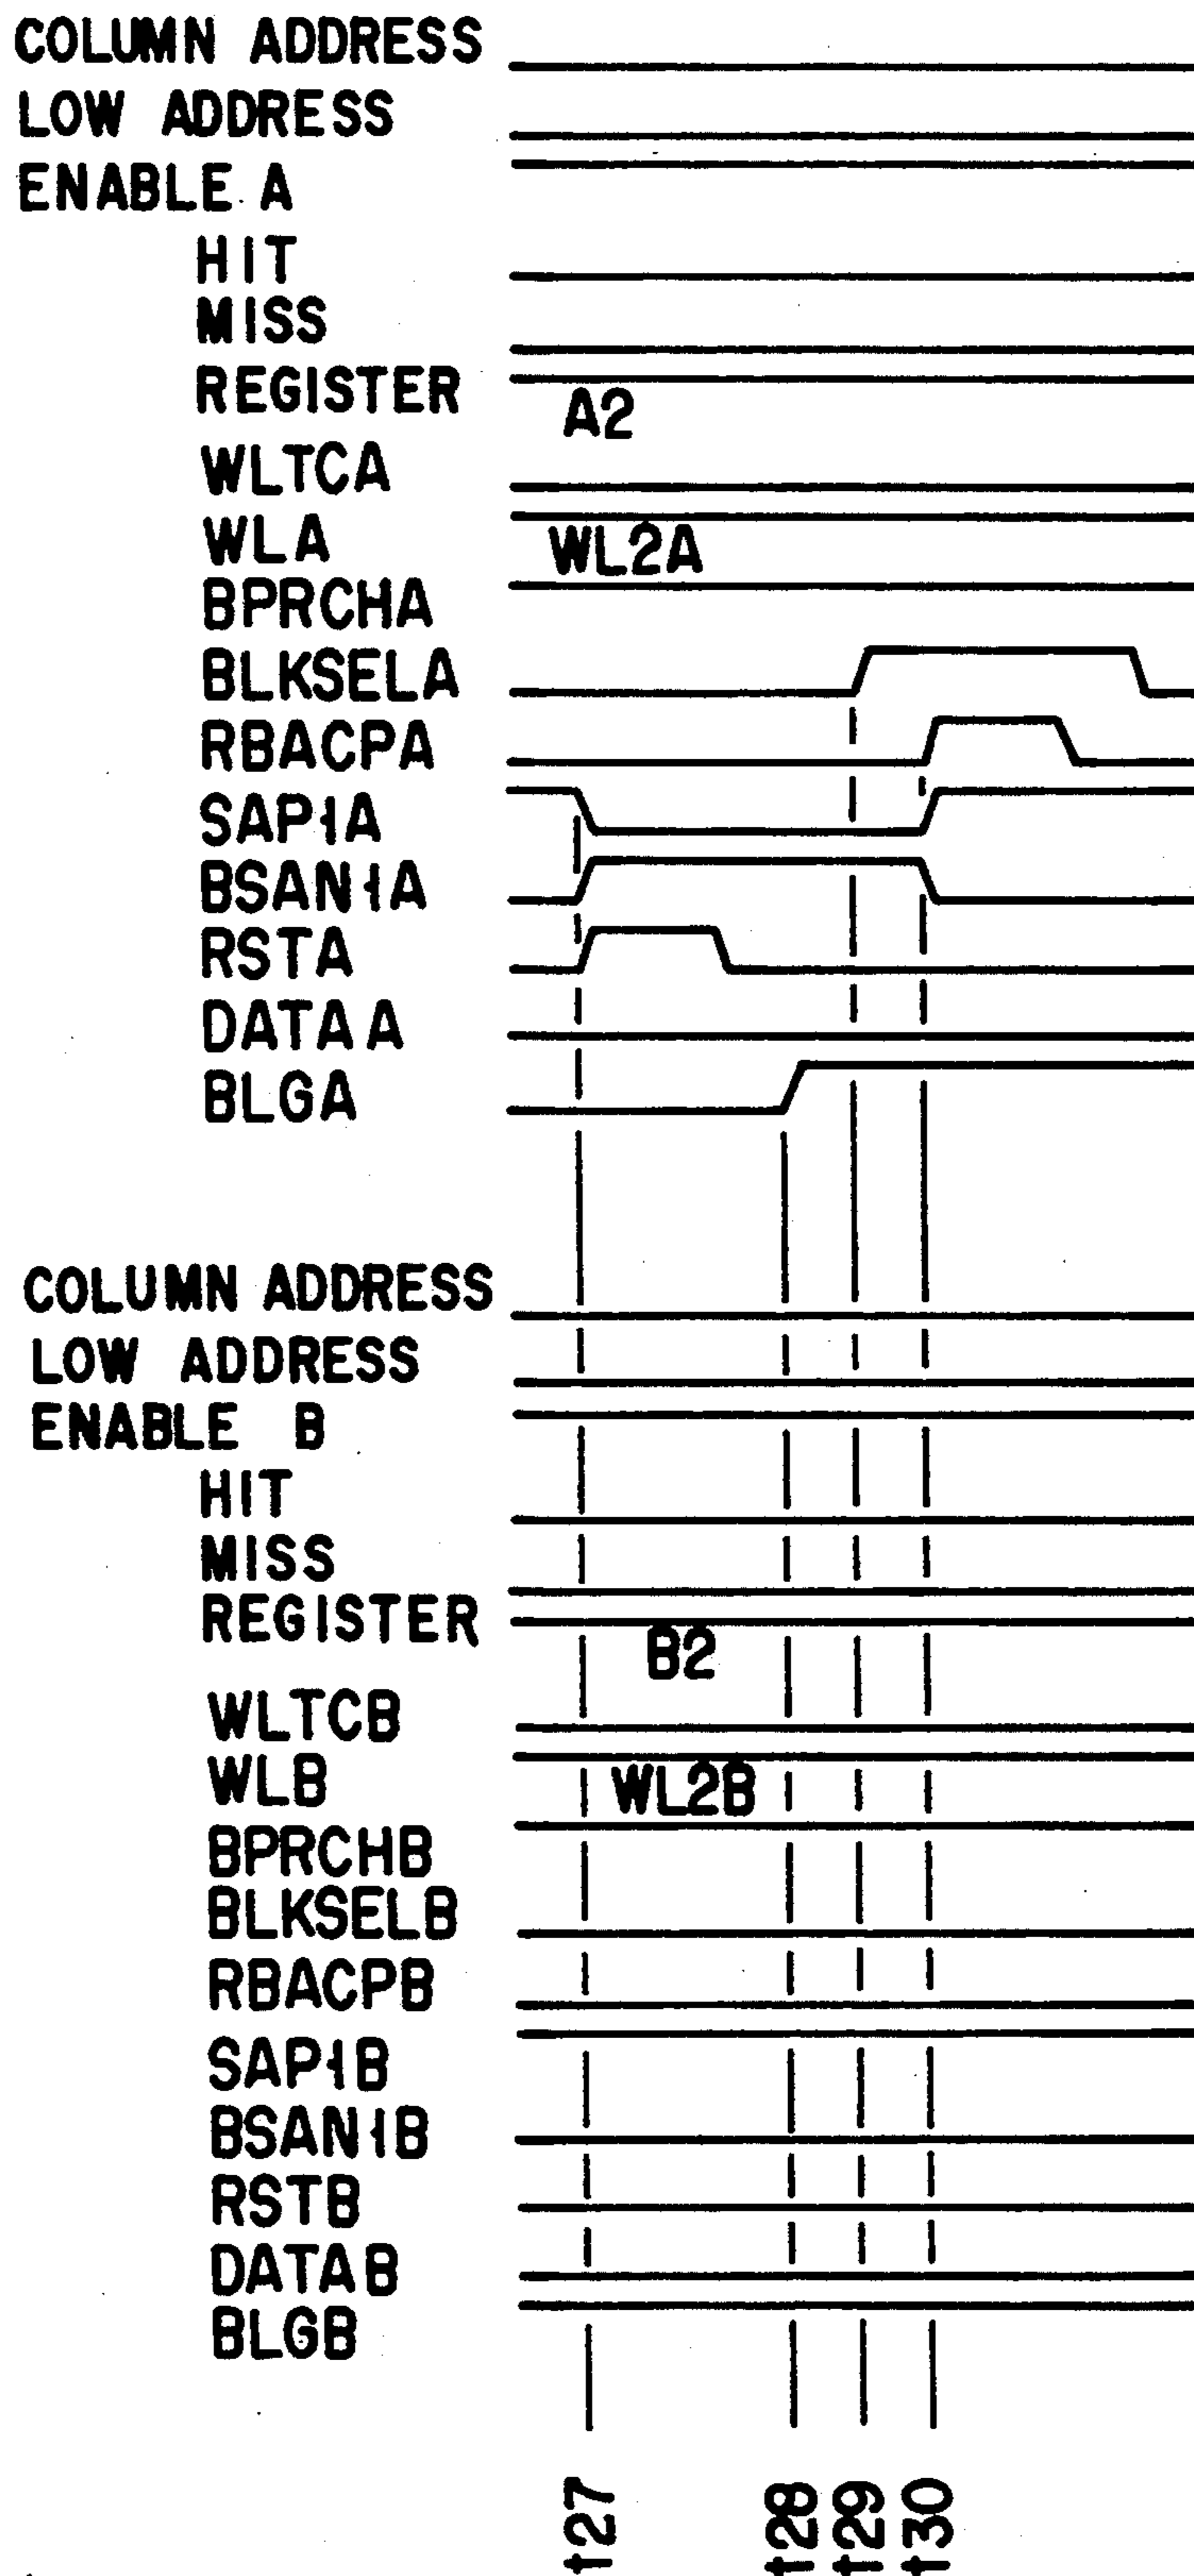 COLUMN ADDRESS
LOW ADDRESS
ENABLE A
HIT
MISS
REGISTER
A2
WLTCA
WLA
WL2A
BPRCHA
BLKSELA
RBACPA
SAP1A
BSAN1A
RSTA
DATAA
BLGA
COLUMN ADDRESS
LOW ADDRESS
ENABLE B
HIT
MISS
REGISTER
B2
WLTCB
WLB
WL2B
BPRCHB
BLKSELB
RBACPB
SAP1B
BSAN1B
RSTB
DATAB
BLGB
t27
t28
t29
t30